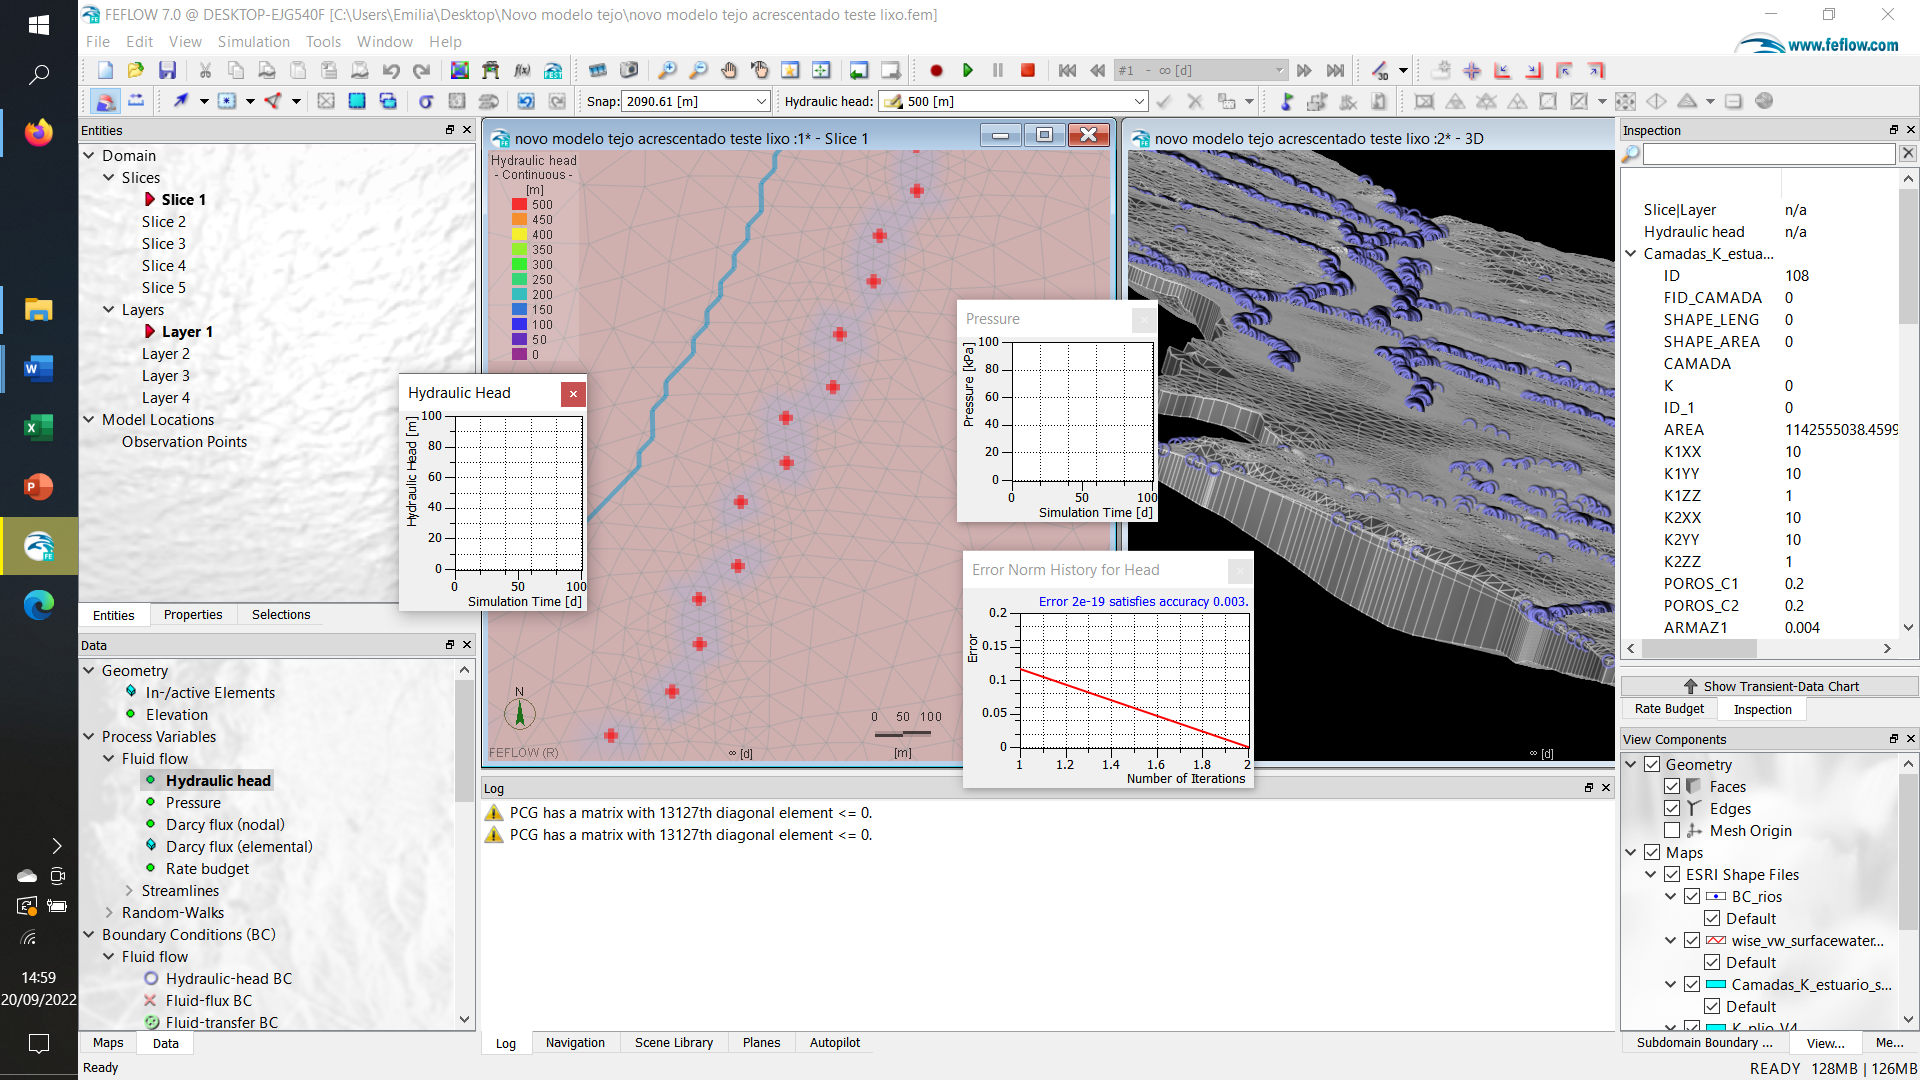 FEFLOW 7.0 @ DESKTOP-EJG540F [C:\Users\Emilia\Desktop\Novo modelo tejo\novo modelo tejo acrescentado teste lixo.fem]
File Edit View Simulation Tools Window Help
www.feflow.com
#1 - ∞ [d]
Snap: 2090.61 [m]
Hydraulic head: 500 [m]
Entities
Domain
Slices
Slice 1
Slice 2
Slice 3
Slice 4
Slice 5
Layers
Layer 1
Layer 2
Layer 3
Layer 4
Model Locations
Observation Points
Entities Properties Selections
Data
Geometry
In-/active Elements
Elevation
Process Variables
Fluid flow
Hydraulic head
Pressure
Darcy flux (nodal)
Darcy flux (elemental)
Rate budget
Streamlines
Random-Walks
Boundary Conditions (BC)
Fluid flow
Hydraulic-head BC
Fluid-flux BC
Fluid-transfer BC
Maps Data
Ready
novo modelo tejo acrescentado teste lixo :1* - Slice 1
Hydraulic head
- Continuous -
[m]
500
450
400
350
300
250
200
150
100
50
0
N
0 50 100
[m]
FEFLOW (R)
∞ [d]
Hydraulic Head
Hydraulic Head [m]
100
80
60
40
20
0
0 50 100
Simulation Time [d]
novo modelo tejo acrescentado teste lixo :2* - 3D
∞ [d]
Pressure
Pressure [kPa]
100
80
60
40
20
0
0 50 100
Simulation Time [d]
Error Norm History for Head
Error 2e-19 satisfies accuracy 0.003.
Error
0.2
0.15
0.1
0.05
0
1 1.2 1.4 1.6 1.8 2
Number of Iterations
Log
PCG has a matrix with 13127th diagonal element <= 0.
PCG has a matrix with 13127th diagonal element <= 0.
Log Navigation Scene Library Planes Autopilot
Inspection
Slice|Layer n/a
Hydraulic head n/a
Camadas_K_estua...
ID 108
FID_CAMADA 0
SHAPE_LENG 0
SHAPE_AREA 0
CAMADA
K 0
ID_1 0
AREA 1142555038.4599
K1XX 10
K1YY 10
K1ZZ 1
K2XX 10
K2YY 10
K2ZZ 1
POROS_C1 0.2
POROS_C2 0.2
ARMAZ1 0.004
Show Transient-Data Chart
Rate Budget Inspection
View Components
Geometry
Faces
Edges
Mesh Origin
Maps
ESRI Shape Files
BC_rios
Default
wise_vw_surfacewater...
Default
Camadas_K_estuario_s...
Default
K_plio_V4
Subdomain Boundary ... View... Me...
READY 128MB | 126MB
14:59
20/09/2022